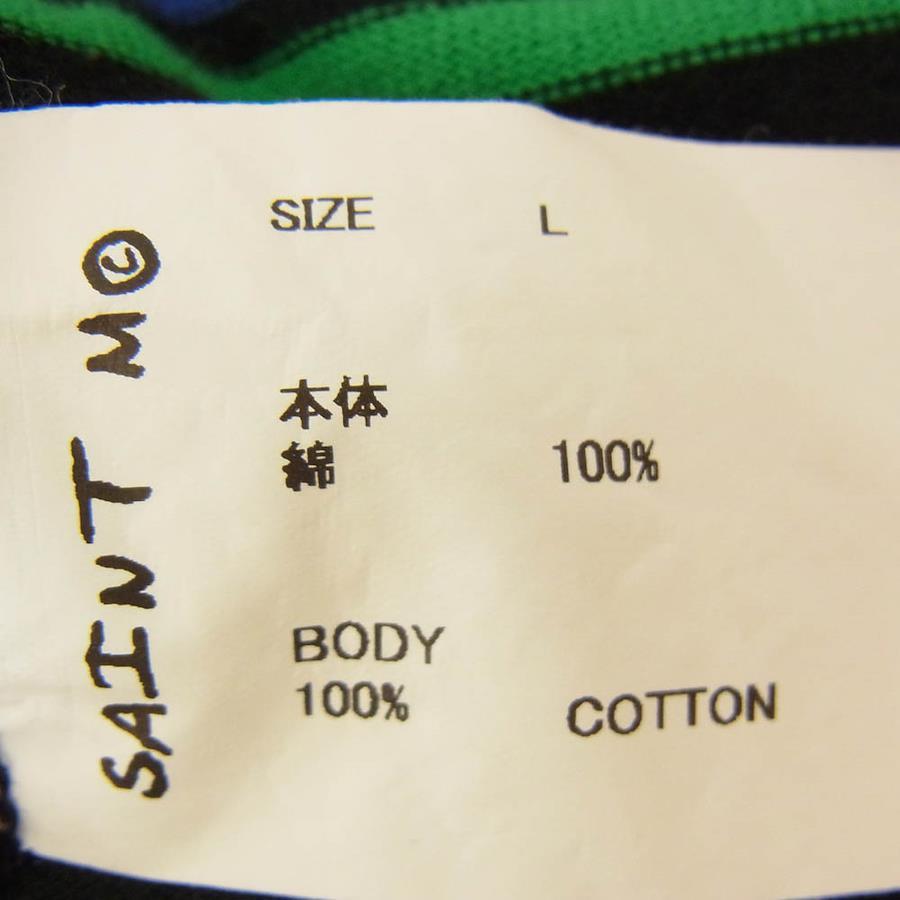 SAINT M©
SIZE L
本体
綿 100%
BODY
100% COTTON